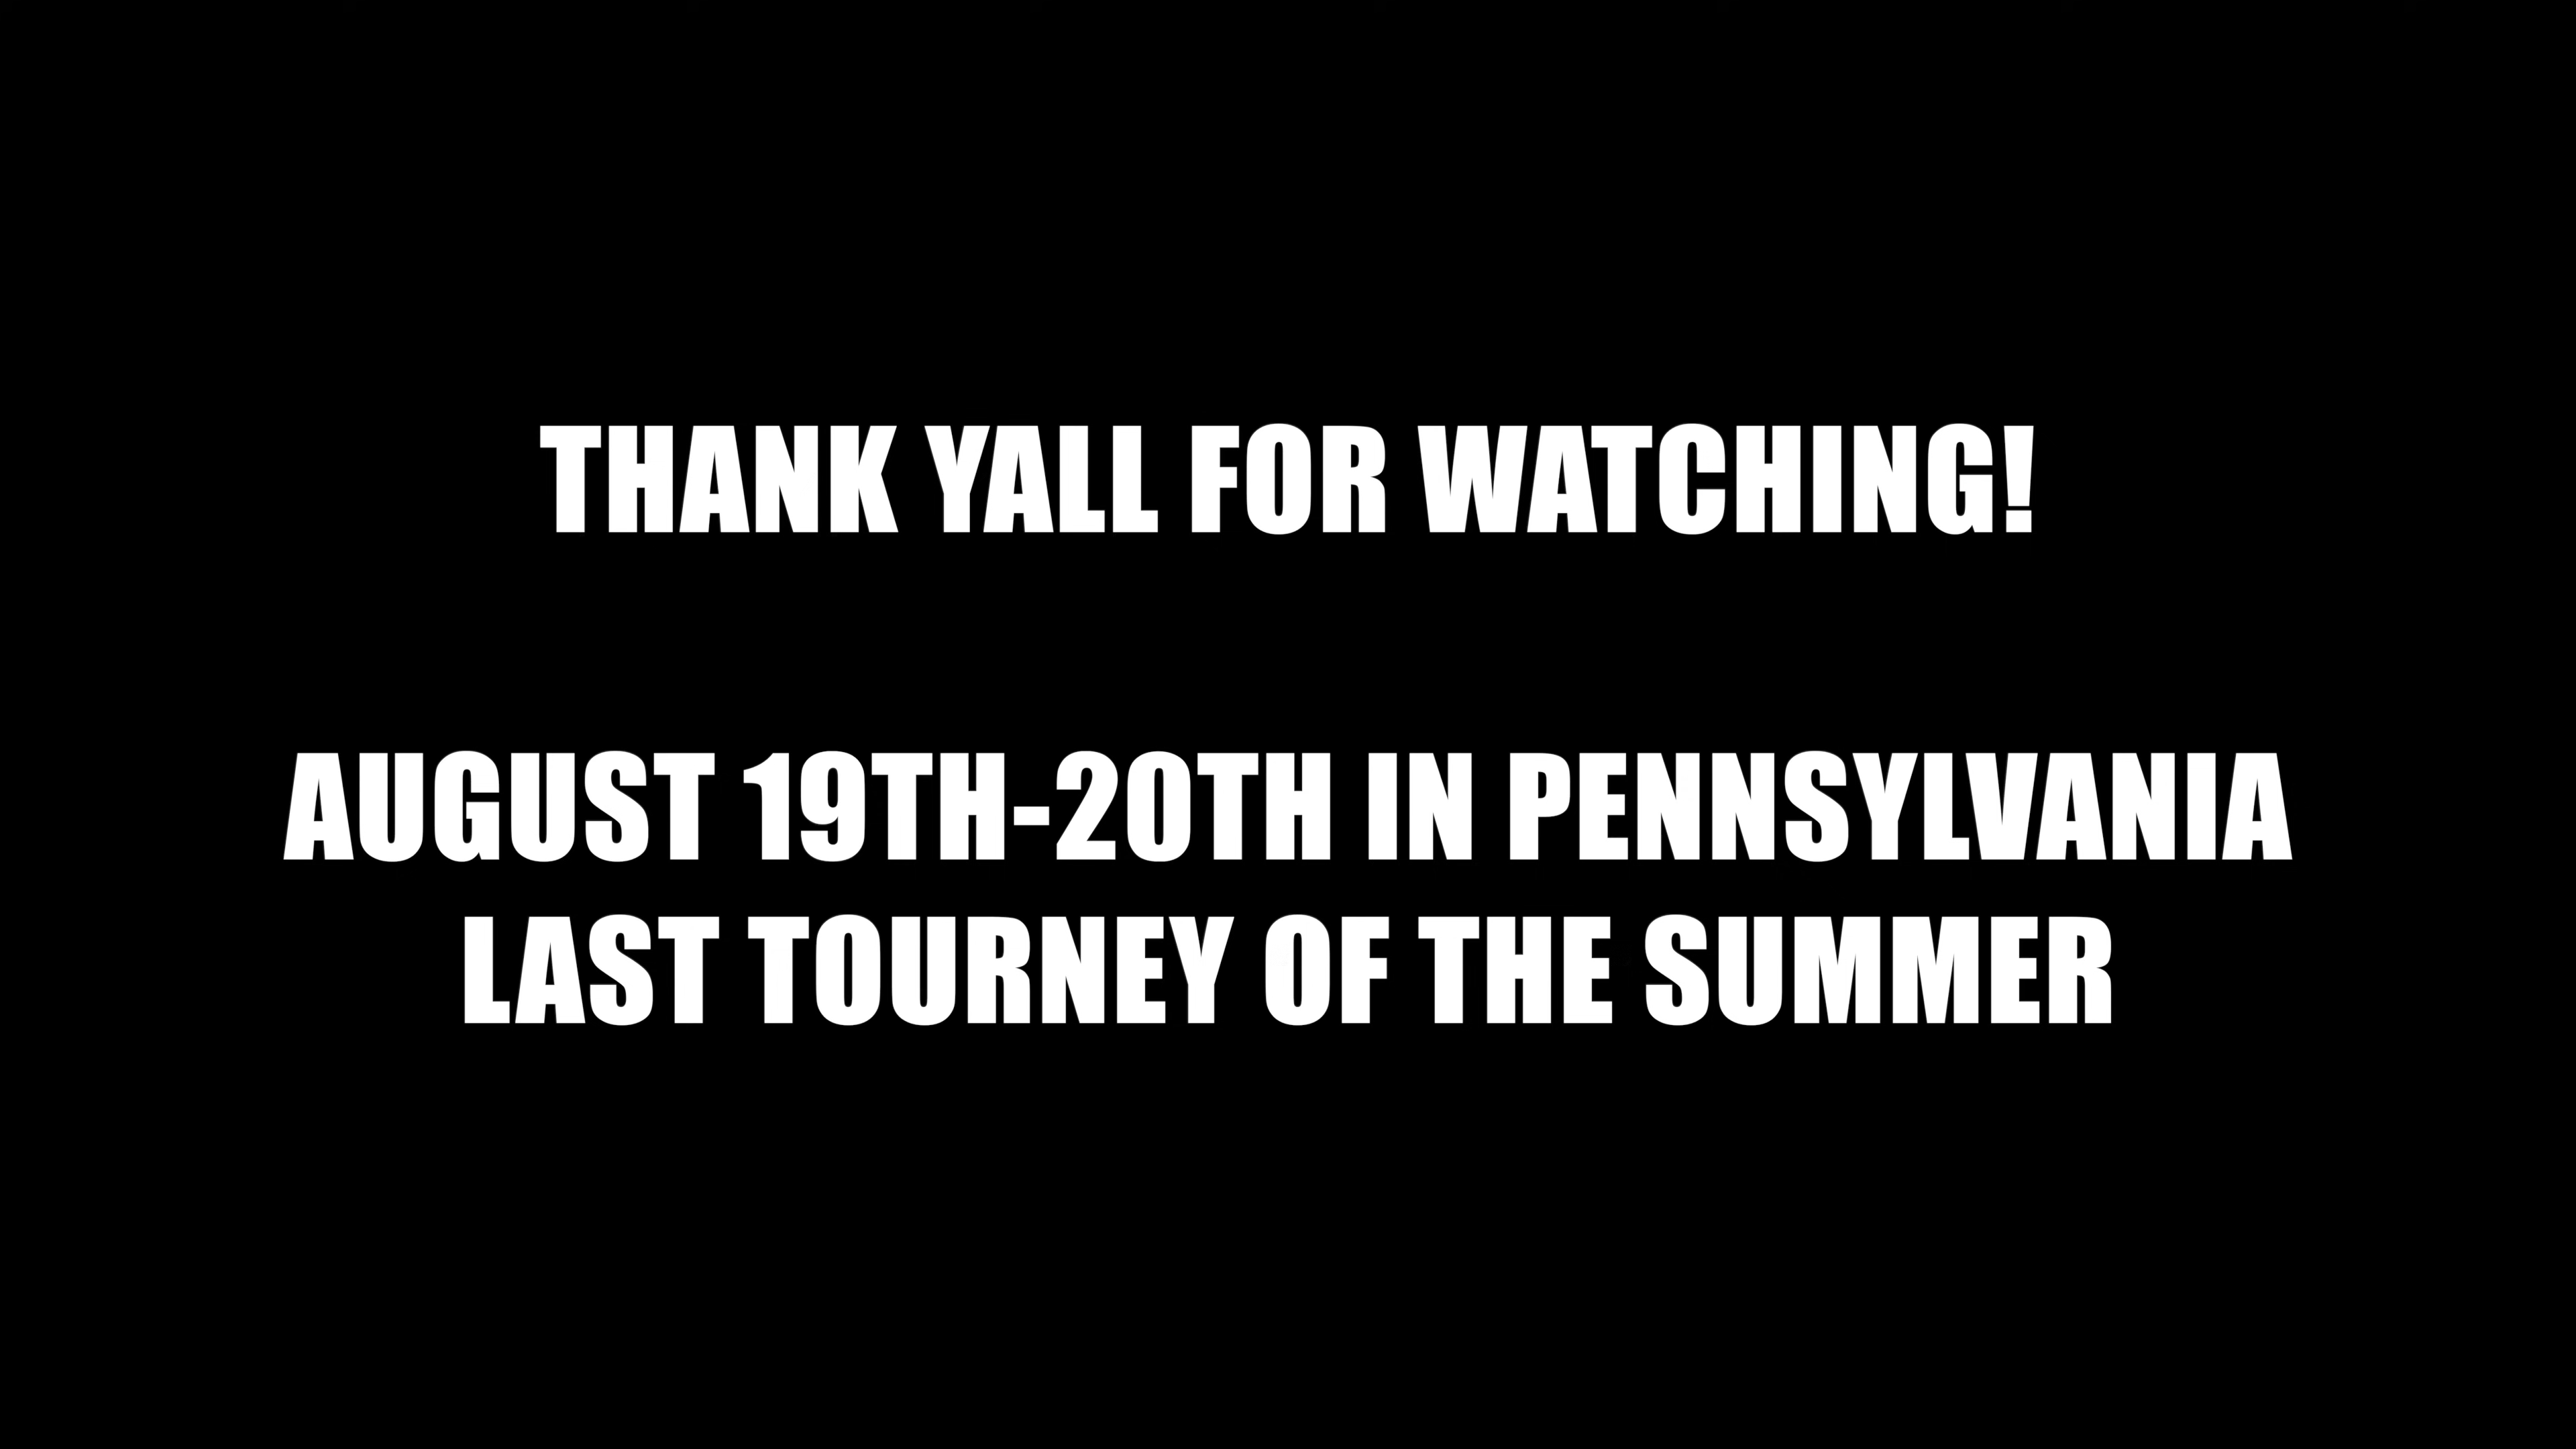 THANK YALL FOR WATCHING!
AUGUST 19TH-20TH IN PENNSYLVANIA
LAST TOURNEY OF THE SUMMER